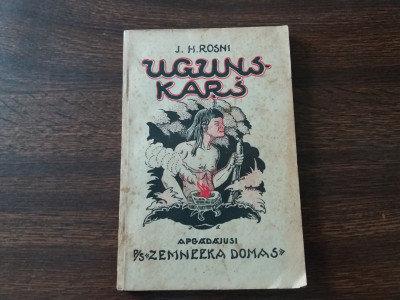 J. H. ROSNI
UGUNS-
KARŠ
APGĀDĀJUSI
P/S «ZEMNEEKA DOMAS»